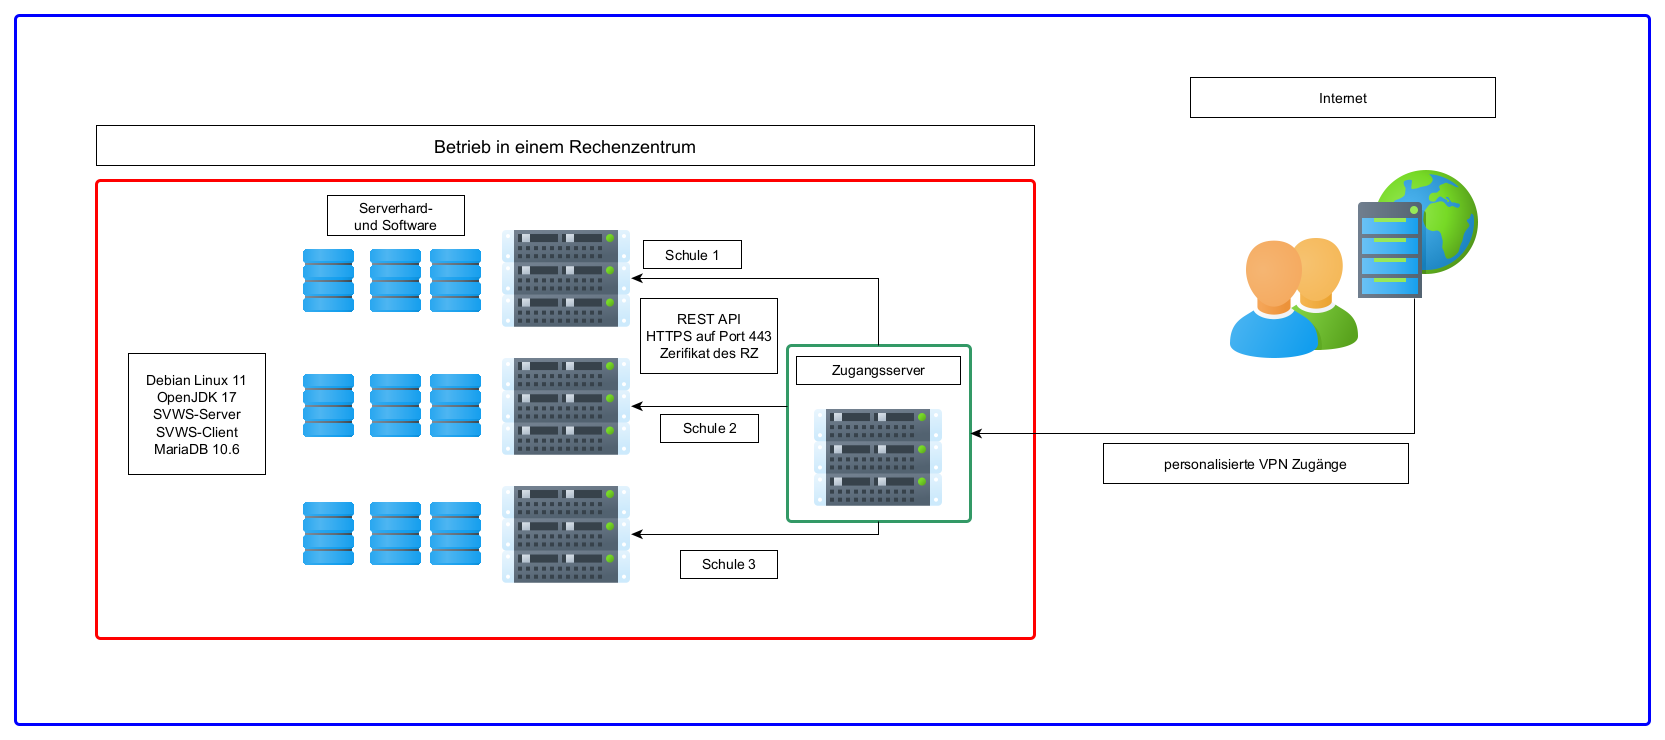 Internet
Betrieb in einem Rechenzentrum
Serverhard-
und Software
Schule 1
REST API
HTTPS auf Port 443
Zerifikat des RZ
Zugangsserver
Debian Linux 11
OpenJDK 17
SVWS-Server
SVWS-Client
MariaDB 10.6
Schule 2
personalisierte VPN Zugänge
Schule 3